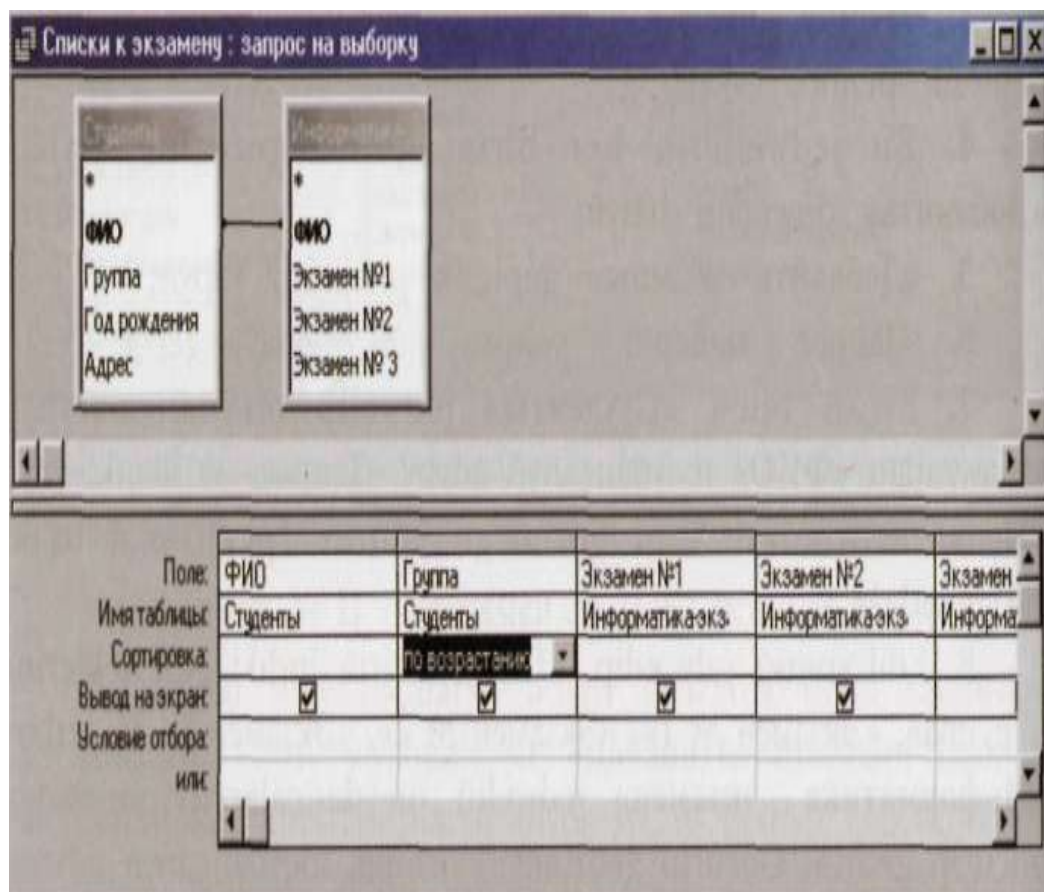 Списки к экзамену : запрос на выборку
Студенты
*
ФИО
Группа
Год рождения
Адрес
Информатика-
*
ФИО
Экзамен №1
Экзамен №2
Экзамен № 3
Поле: ФИО Группа Экзамен №1 Экзамен №2 Экзамен
Имя таблицы: Студенты Студенты Информатика-экз Информатика-экз Информа
Сортировка: по возрастанию
Вывод на экран:
Условие отбора:
или: